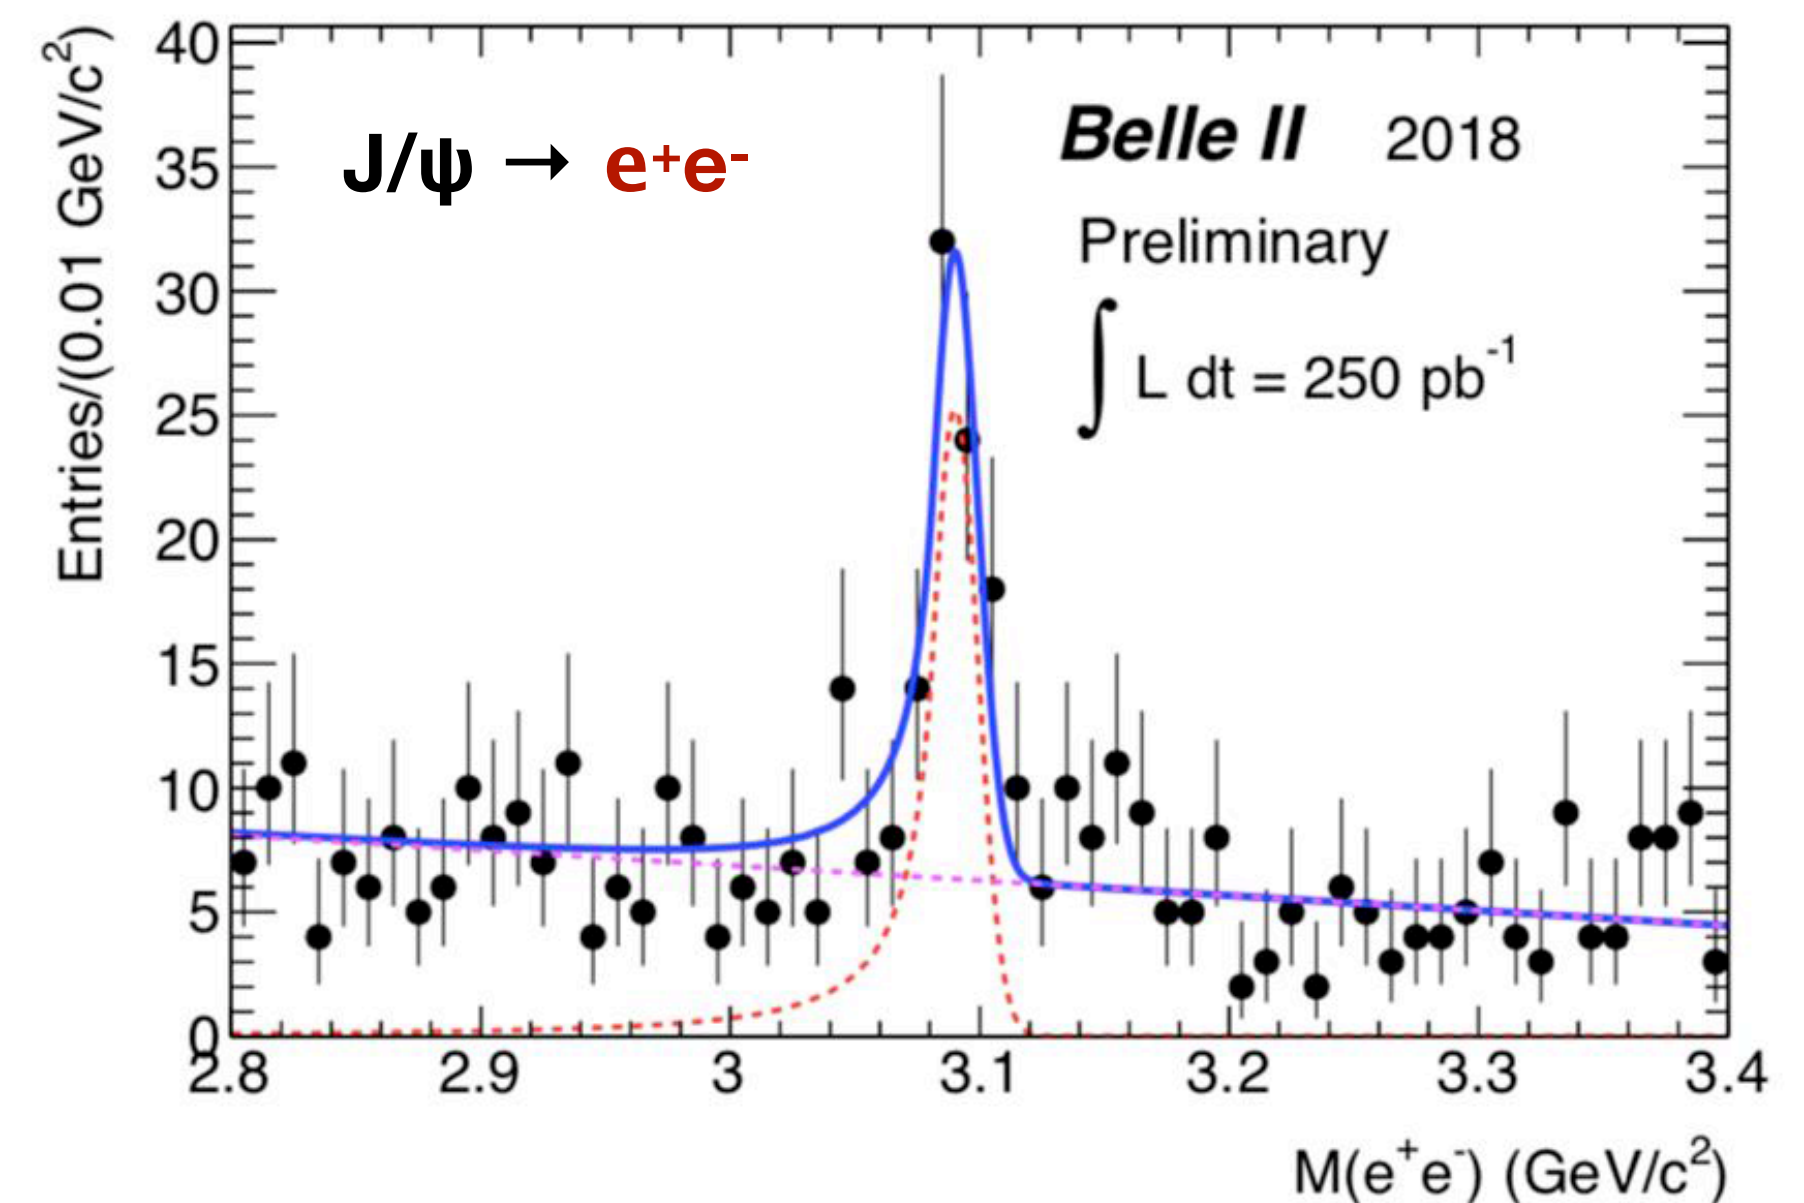 Entries/(0.01 GeV/c²)
40
35
30
25
20
15
10
5
0
J/ψ → e⁺e⁻
Belle II 2018
Preliminary
∫ L dt = 250 pb⁻¹
2.8 2.9 3 3.1 3.2 3.3 3.4
M(e⁺e⁻) (GeV/c²)